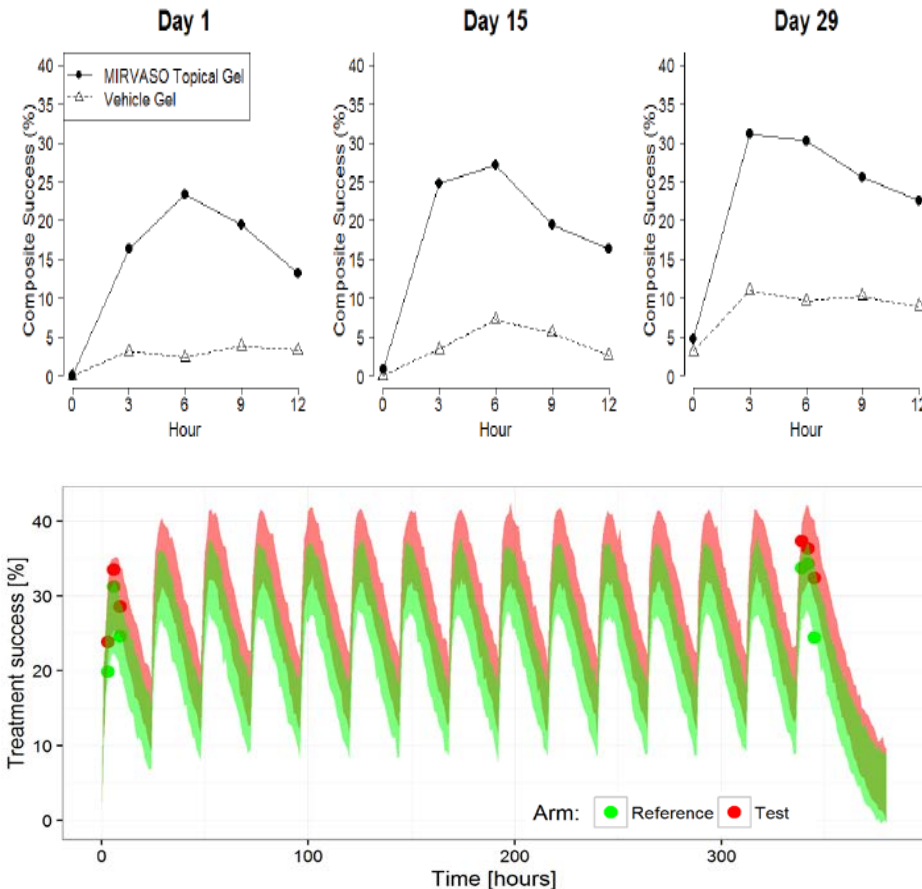 Day 1
Day 15
Day 29
Composite Success (%)
40
35
30
25
20
15
10
5
0
MIRVASO Topical Gel
Vehicle Gel
0 3 6 9 12
Hour
Composite Success (%)
40
35
30
25
20
15
10
5
0
0 3 6 9 12
Hour
Composite Success (%)
40
35
30
25
20
15
10
5
0
0 3 6 9 12
Hour
Treatment success [%]
40
30
20
10
0
Arm: Reference Test
0 100 200 300
Time [hours]